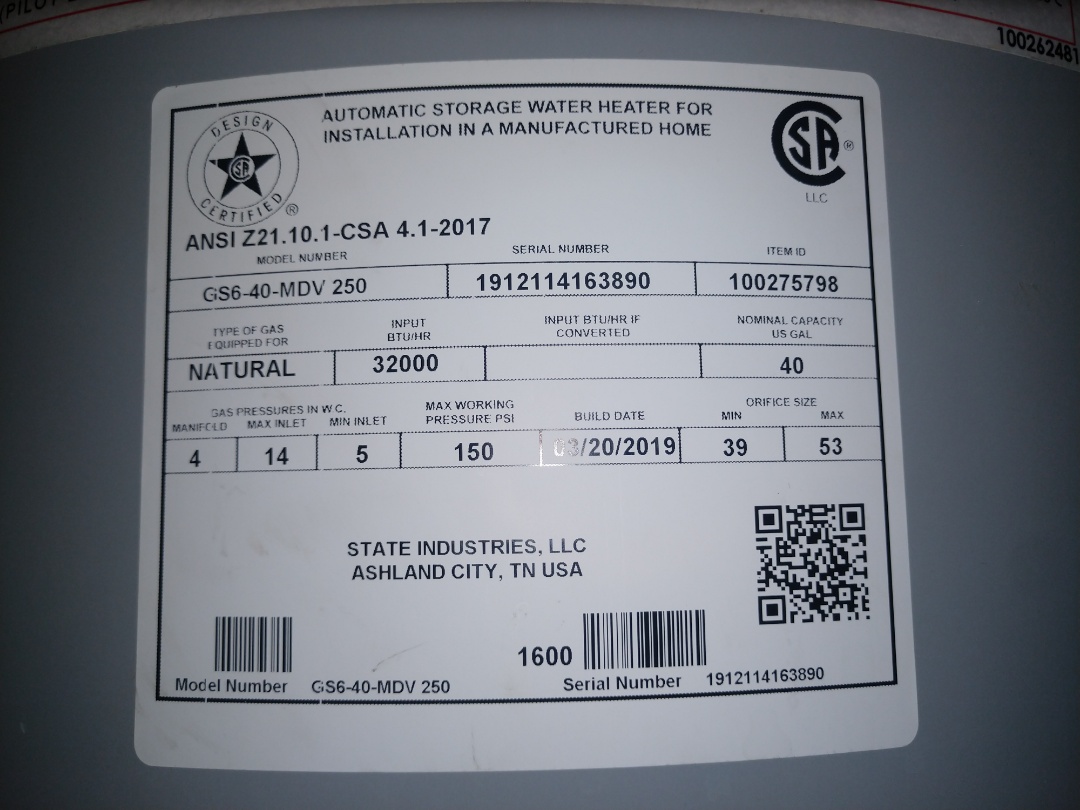 (PILOT
100262481
DESIGN
CERTIFIED ®
AUTOMATIC STORAGE WATER HEATER FOR
INSTALLATION IN A MANUFACTURED HOME
CSA ®
LLC
ANSI Z21.10.1-CSA 4.1-2017
MODEL NUMBER SERIAL NUMBER ITEM ID
GS6-40-MDV 250 1912114163890 100275798
TYPE OF GAS EQUIPPED FOR INPUT BTU/HR INPUT BTU/HR IF CONVERTED NOMINAL CAPACITY US GAL
NATURAL 32000 40
GAS PRESSURES IN W.C. MAX WORKING PRESSURE PSI BUILD DATE ORIFICE SIZE
MANIFOLD MAX INLET MIN INLET MIN MAX
4 14 5 150 /20/2019 39 53
STATE INDUSTRIES, LLC
ASHLAND CITY, TN USA
1600
Model Number GS6-40-MDV 250 Serial Number 1912114163890